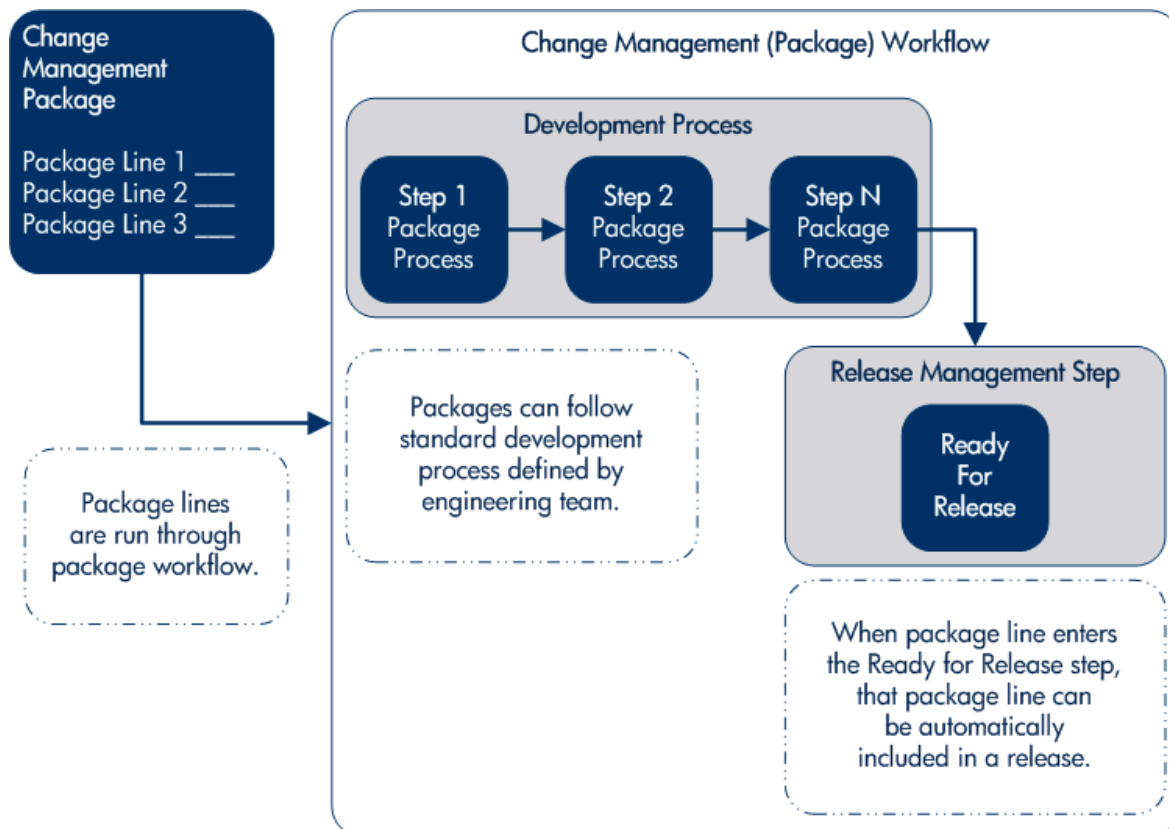 Change
Management
Package
Package Line 1 ___
Package Line 2 ___
Package Line 3 ___
Package lines
are run through
package workflow.
Change Management (Package) Workflow
Development Process
Step 1
Package
Process
Step 2
Package
Process
Step N
Package
Process
Packages can follow
standard development
process defined by
engineering team.
Release Management Step
Ready
For
Release
When package line enters
the Ready for Release step,
that package line can
be automatically
included in a release.